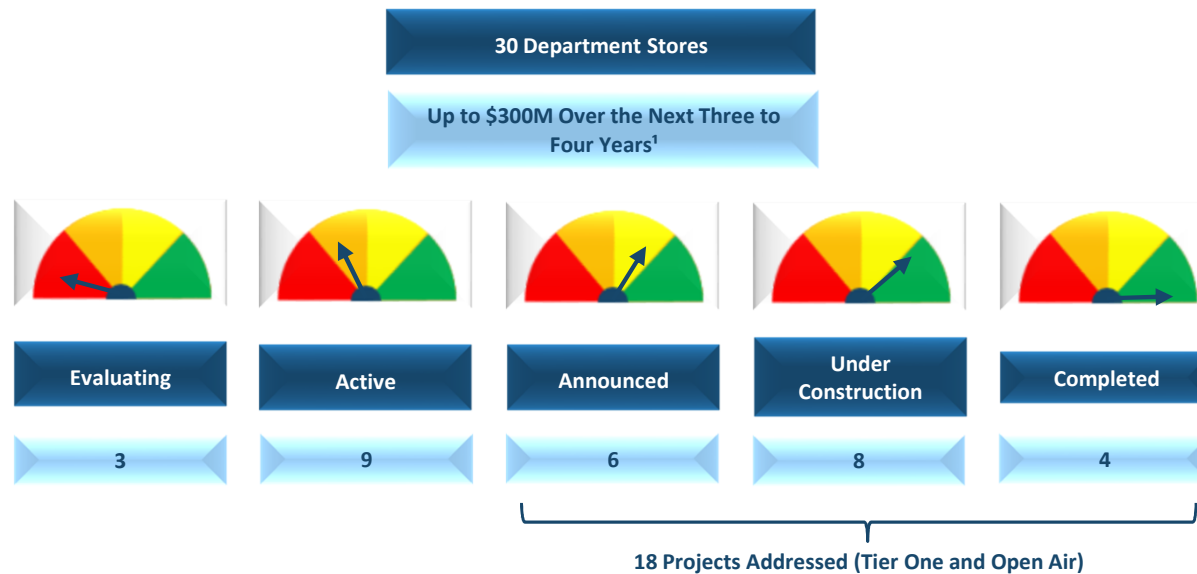 30 Department Stores
Up to $300M Over the Next Three to
Four Years¹
Evaluating
Active
Announced
Under
Construction
Completed
3
9
6
8
4
18 Projects Addressed (Tier One and Open Air)